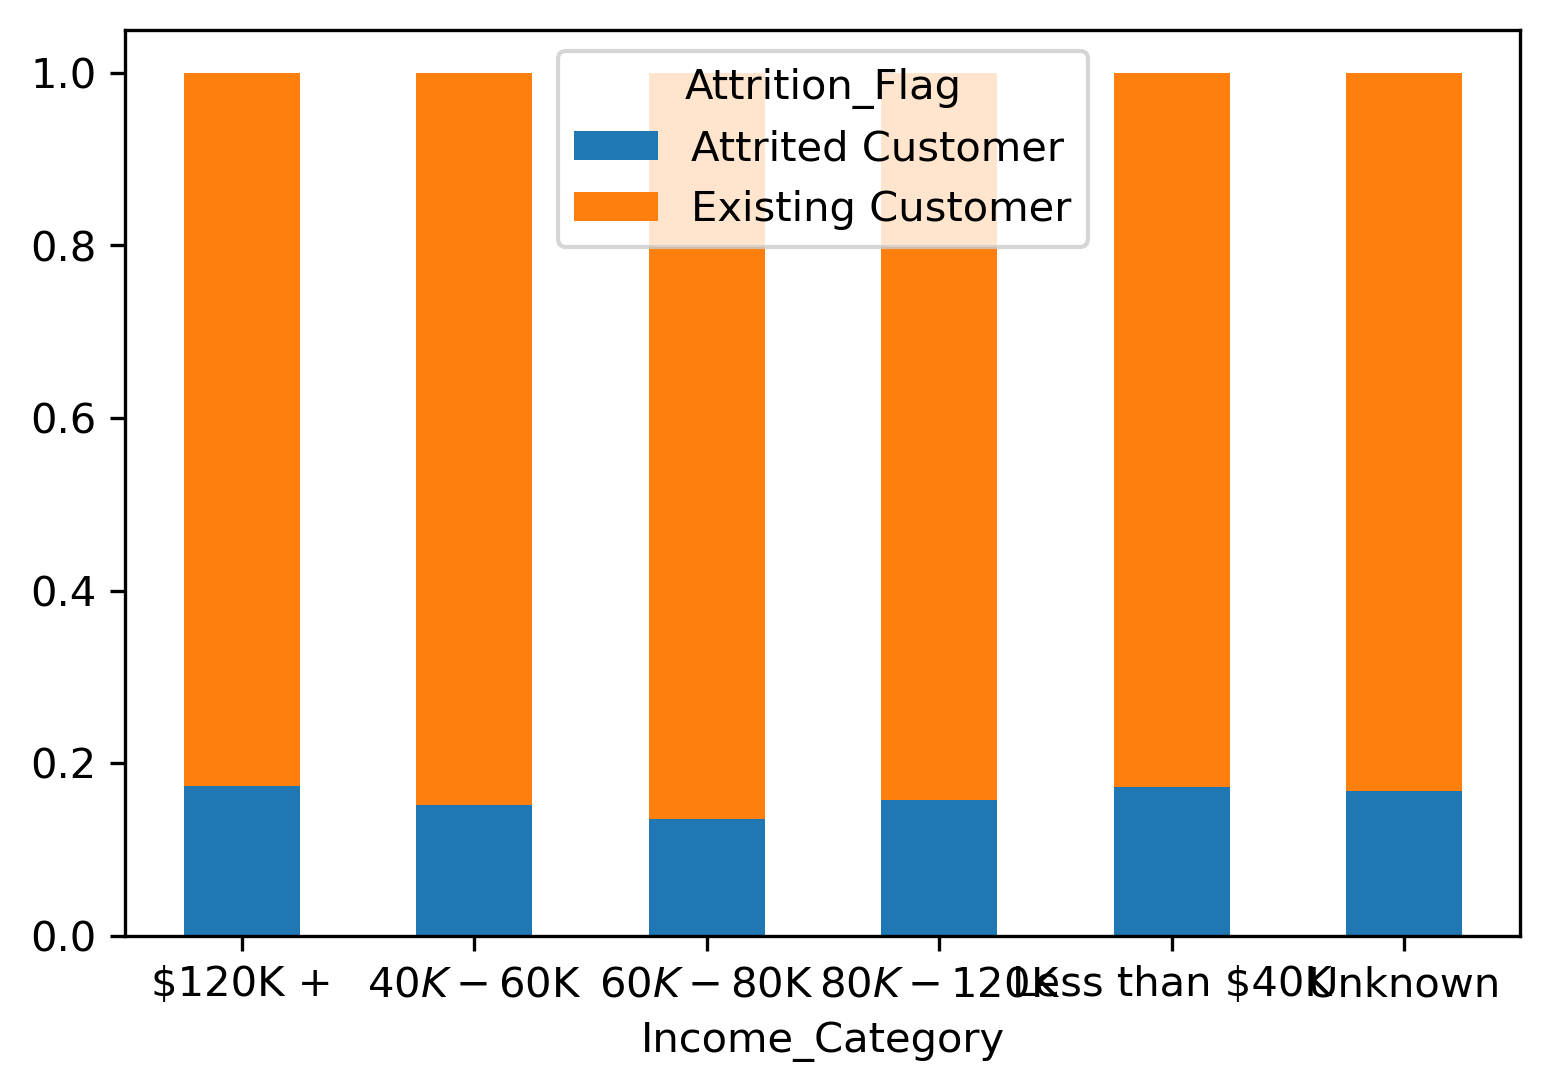 Attrition_Flag
Attrited Customer
Existing Customer
1.0
0.8
0.6
0.4
0.2
0.0
$120K +
40K − 60K
60K − 80K
80K − 120K
Less than $40K
Unknown
Income_Category